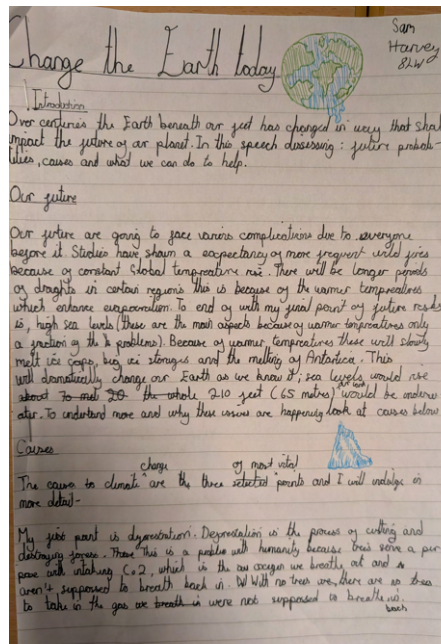 Change the Earth today
Sam
Harvey
8LW
Introduction
Over centuries the Earth beneath our feet has changed in ways that shall
impact the future of our planet. In this speech discussing: future probabi-
lities, causes and what we can do to help.
Our future
Our future are going to face various complications due to everyone
before it. Studies have shown a expectancy of more frequent wild fires
because of constant Global temperature rise. There will be longer periods
of draughts in certain regions this is because of the warmer tempreatures
which enhance evaporation. To end of with my final point of future risks
is, high sea levels (these are the main aspects because of warmer tempreatures only
a fraction of the problems). Because of warmer tempreatures these will slowly
melt ice caps, big ice storages and the melting of Antartica. This
will dramatically change our Earth as we know it; sea levels would rise
about to the whole 210 feet (65 metres) our land would be underw
ater. To understand more and why these issues are happening look at causes below
Causes
The causes to climate change are the three of most vital selected points and I will indulge in
more detail-
My first point is deforestation. Deforestation is the process of cutting and
destroying forests. This is a problem with humanity because trees serve a pur
pose with intaking Co2, which is the oxygen we breathe out and
aren't supposed to breath back in. With no trees there are no trees
to take in the gas we breath in were not supposed to breathe in
back